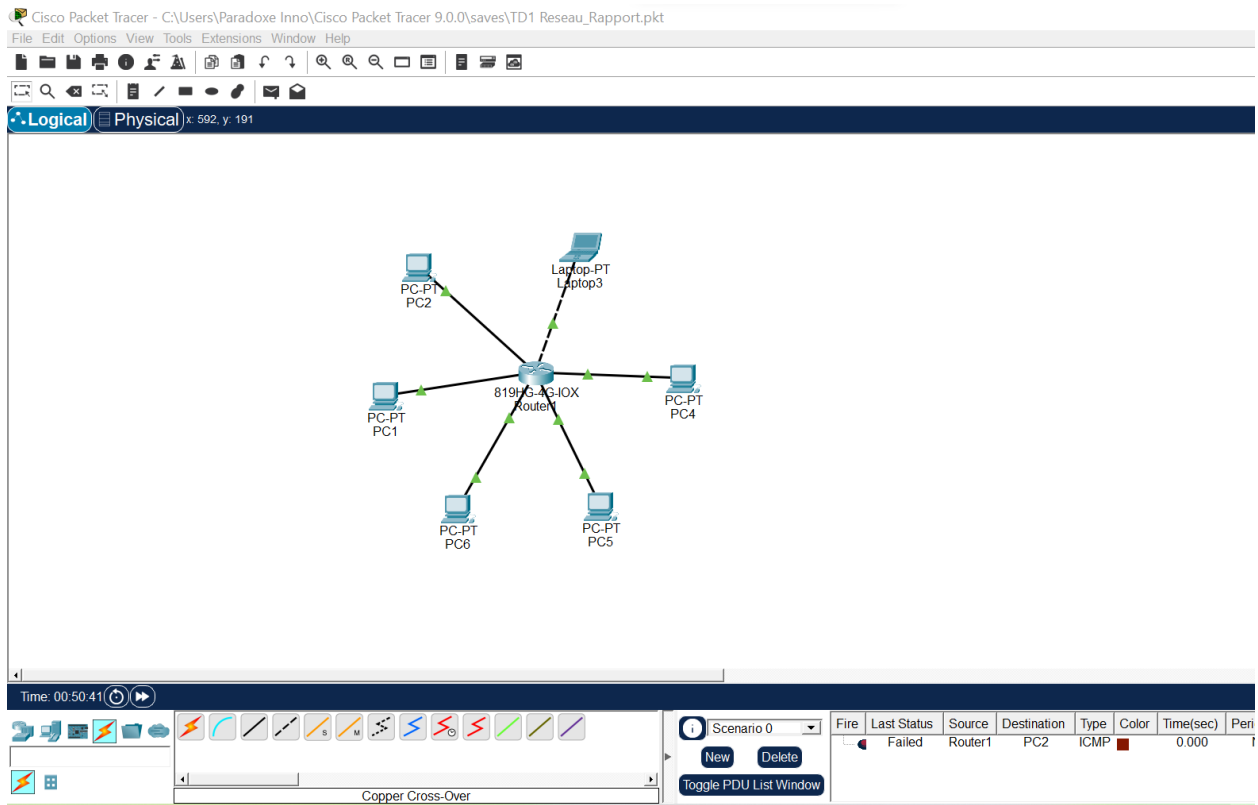 Cisco Packet Tracer - C:\Users\Paradoxe Inno\Cisco Packet Tracer 9.0.0\saves\TD1 Reseau_Rapport.pkt
File Edit Options View Tools Extensions Window Help
Logical Physical x: 592, y: 191
Laptop-PT
Laptop3
PC-PT
PC2
819HG-4G-IOX
Router1
PC-PT
PC4
PC-PT
PC1
PC-PT
PC6
PC-PT
PC5
Time: 00:50:41
S M
Copper Cross-Over
Scenario 0
New Delete
Toggle PDU List Window
Fire Last Status Source Destination Type Color Time(sec) Peri
Failed Router1 PC2 ICMP 0.000